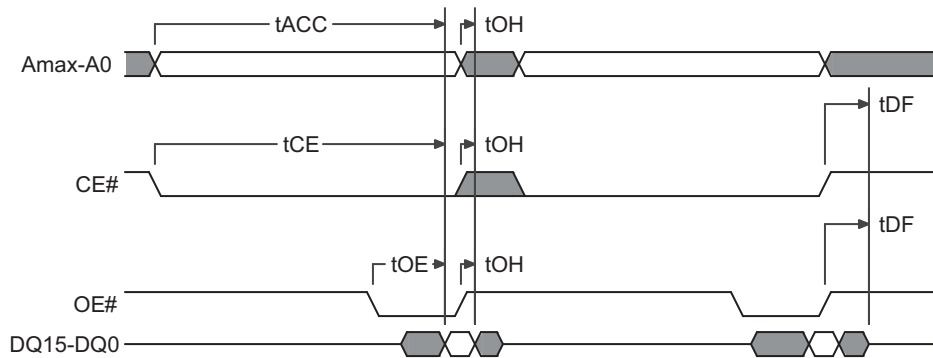 tACC tOH
Amax-A0
tDF
tCE tOH
CE#
tDF
tOE tOH
OE#
DQ15-DQ0